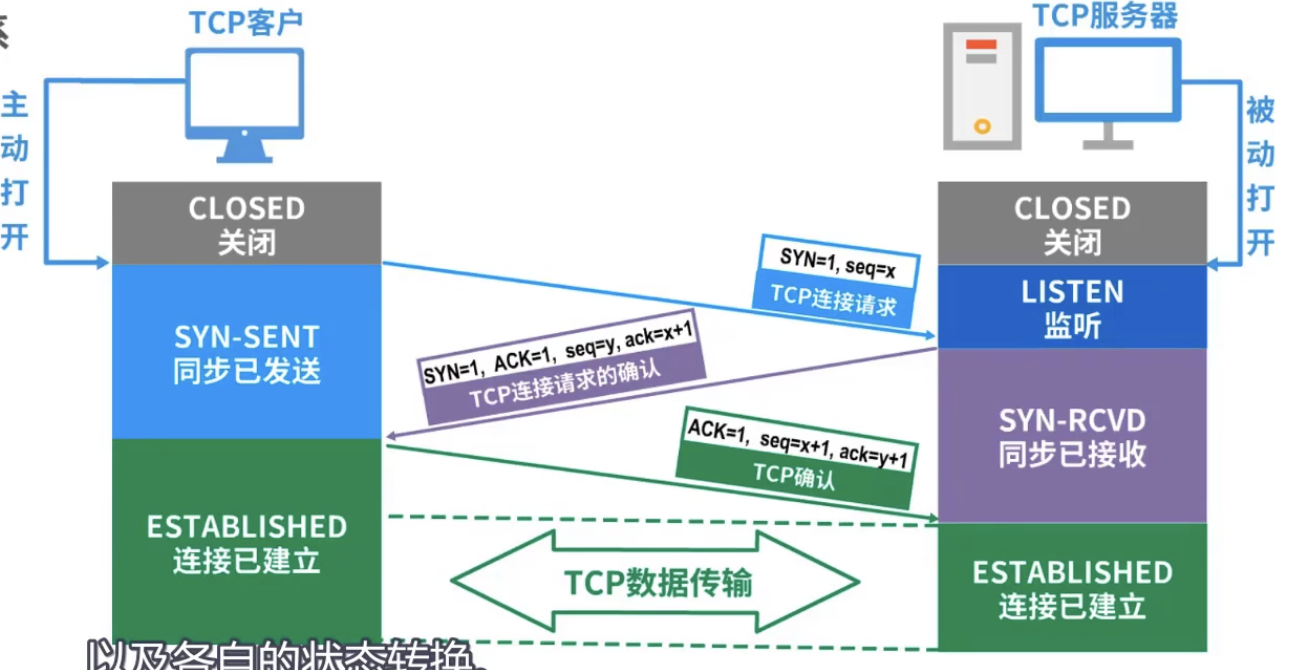 TCP客户
TCP服务器
主动打开
被动打开
CLOSED
关闭
CLOSED
关闭
SYN=1, seq=x
TCP连接请求
LISTEN
监听
SYN-SENT
同步已发送
SYN=1, ACK=1, seq=y, ack=x+1
TCP连接请求的确认
SYN-RCVD
同步已接收
ACK=1, seq=x+1, ack=y+1
TCP确认
ESTABLISHED
连接已建立
TCP数据传输
ESTABLISHED
连接已建立
以及各自的状态转换